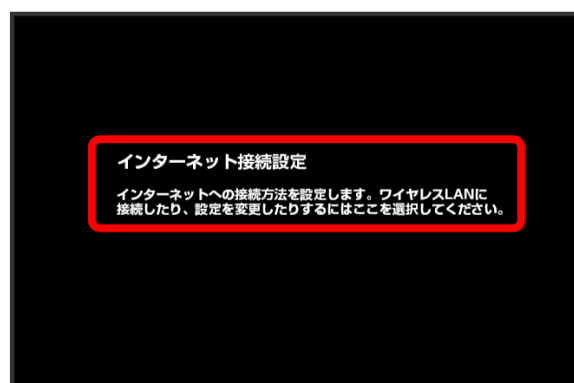 インターネット接続設定
インターネットへの接続方法を設定します。ワイヤレスLANに
接続したり、設定を変更したりするにはここを選択してください。